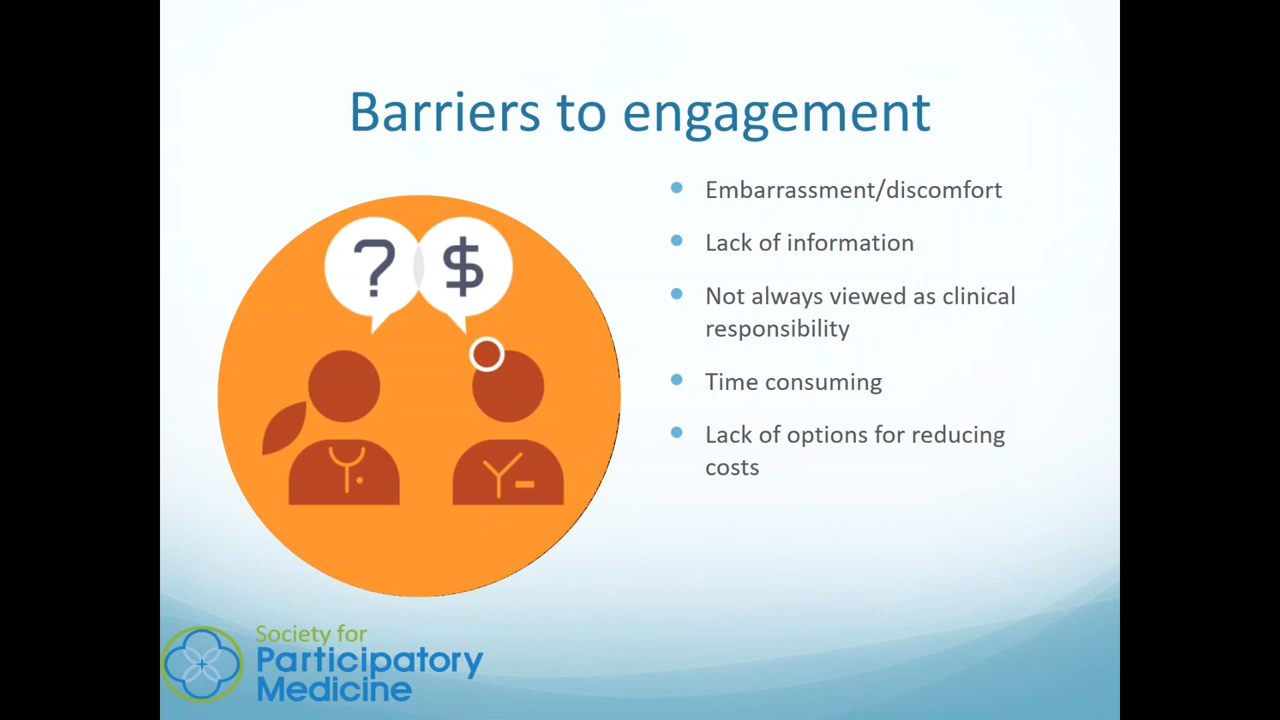 Barriers to engagement
? $
Embarrassment/discomfort
Lack of information
Not always viewed as clinical
responsibility
Time consuming
Lack of options for reducing
costs
Society for
Participatory
Medicine